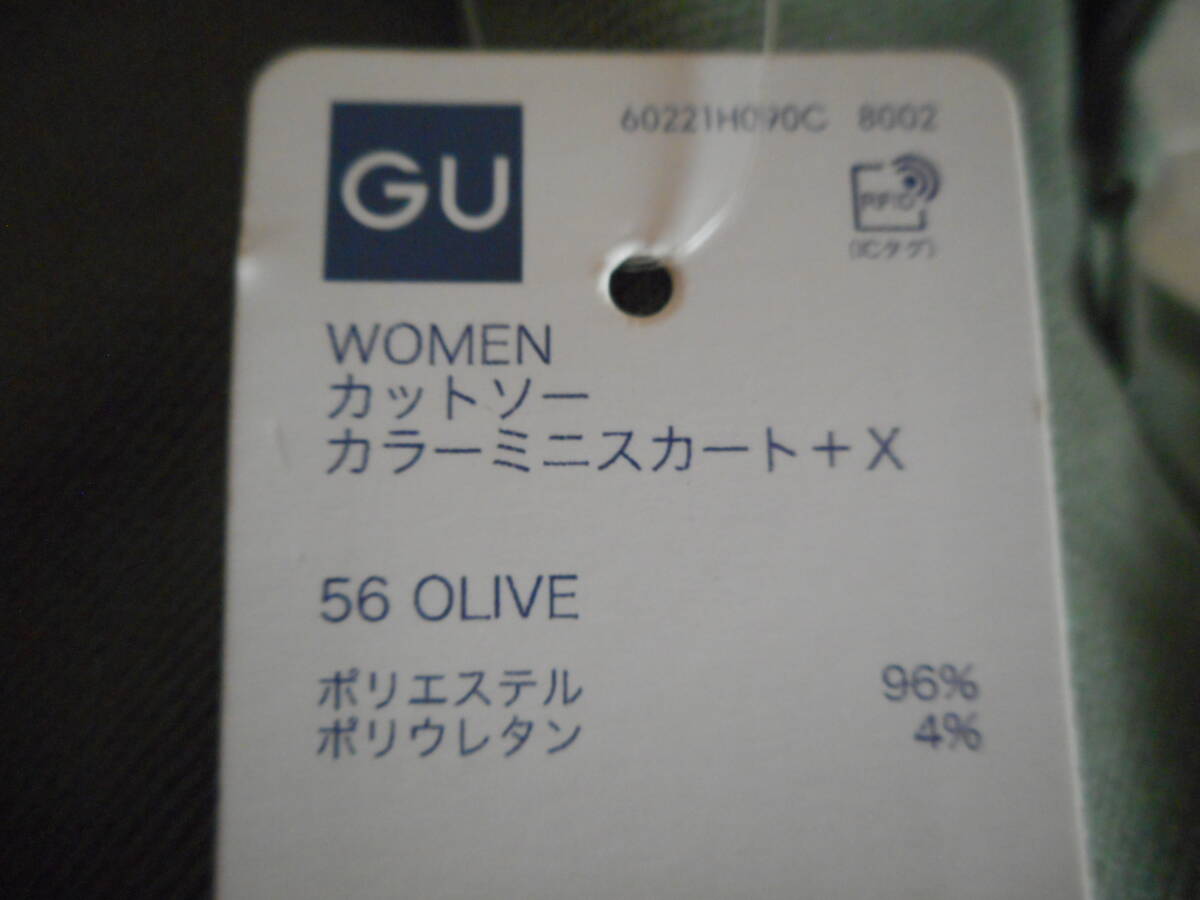 GU
60221H090C 8002
RFID
(ICタグ)
WOMEN
カットソー
カラーミニスカート+X
56 OLIVE
ポリエステル 96%
ポリウレタン 4%